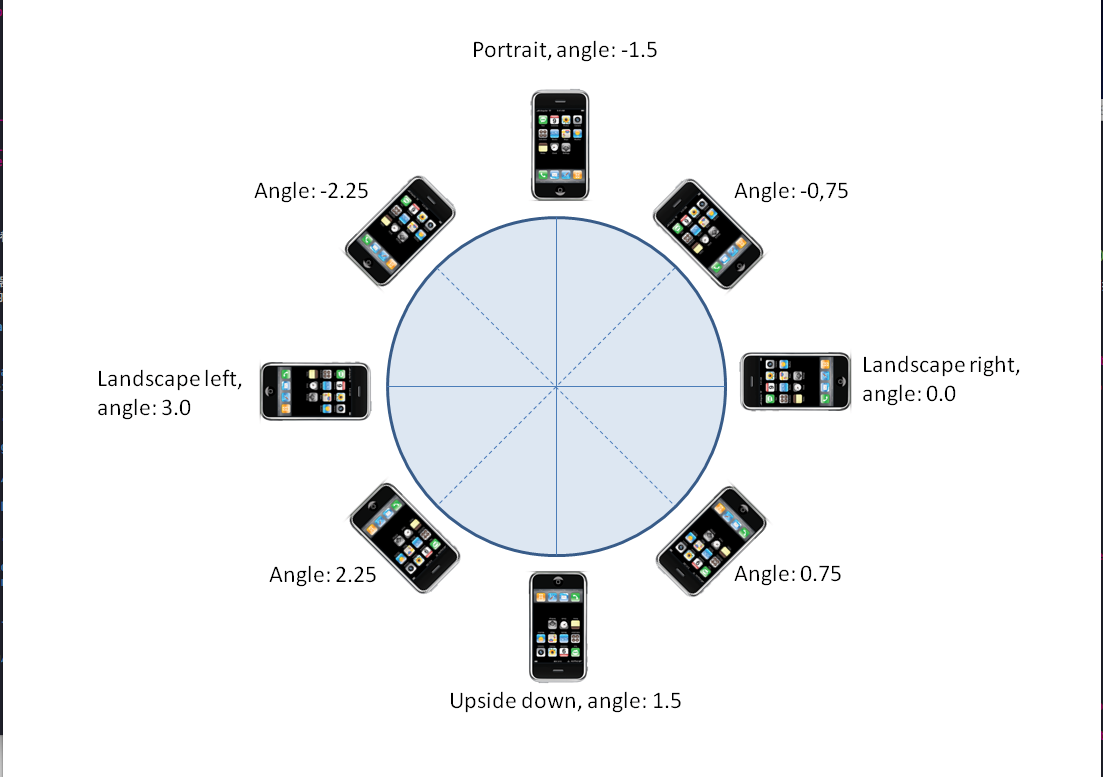 Portrait, angle: -1.5
Angle: -2.25
Angle: -0,75
Landscape left,
angle: 3.0
Landscape right,
angle: 0.0
Angle: 2.25
Angle: 0.75
Upside down, angle: 1.5